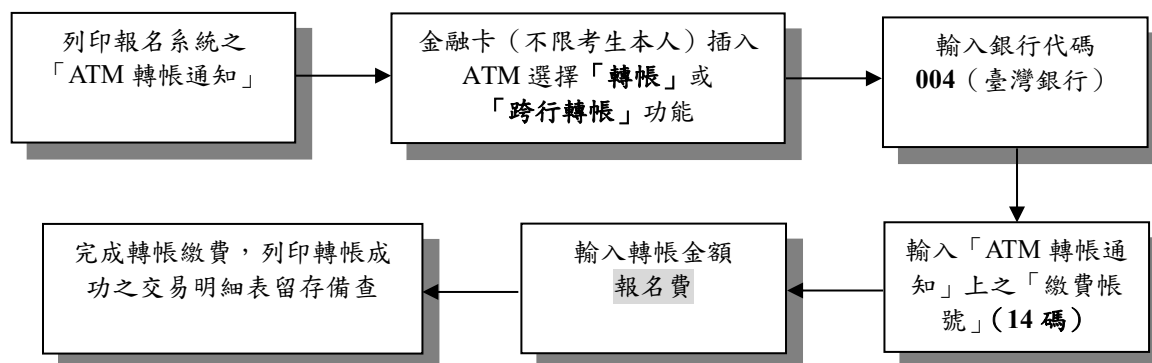 列印報名系統之
「ATM 轉帳通知」
金融卡（不限考生本人）插入
ATM 選擇「轉帳」或
「跨行轉帳」功能
輸入銀行代碼
004（臺灣銀行）
輸入「ATM 轉帳通
知」上之「繳費帳
號」（14 碼）
輸入轉帳金額
報名費
完成轉帳繳費，列印轉帳成
功之交易明細表留存備查